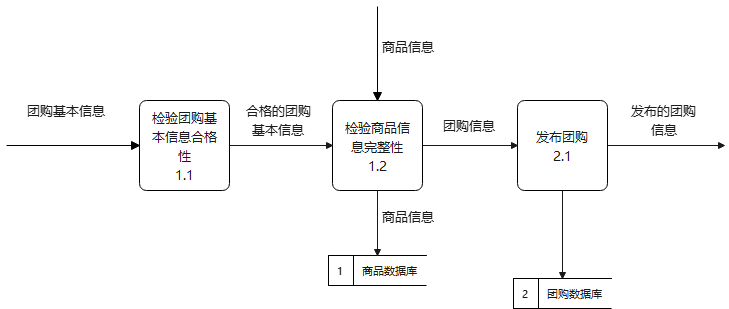 商品信息
团购基本信息
检验团购基
本信息合格
性
1.1
合格的团购
基本信息
检验商品信
息完整性
1.2
团购信息
发布团购
2.1
发布的团购
信息
商品信息
1 商品数据库
2 团购数据库